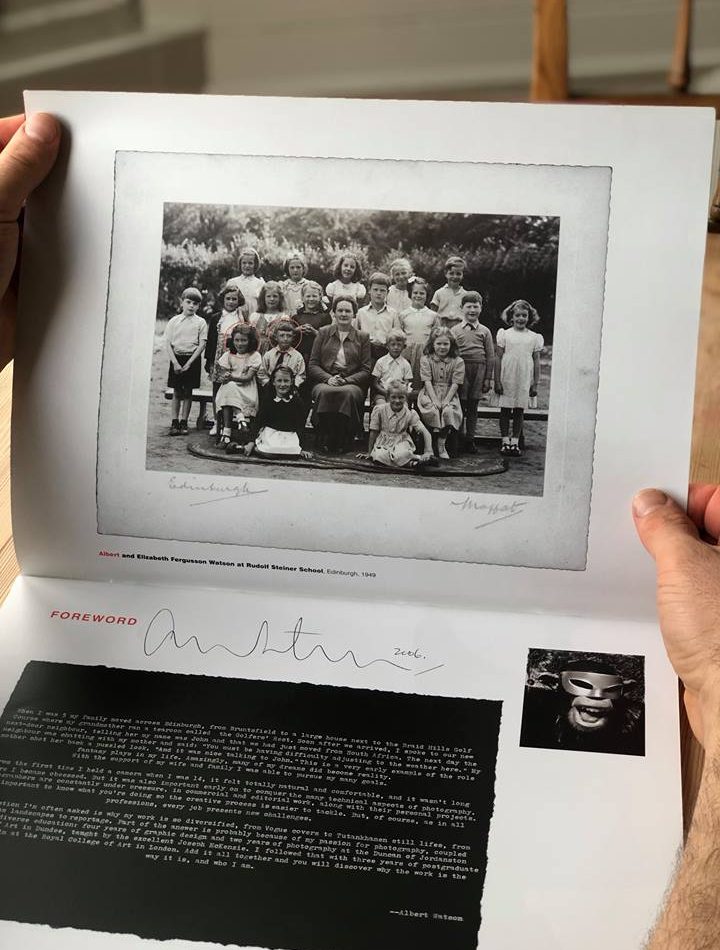 Edinburgh
Moffat
Albert and Elizabeth Fergusson Watson at Rudolf Steiner School. Edinburgh, 1949
FOREWORD
2006.
When I was 5 my family moved across Edinburgh, from Bruntsfield to a large house next to the Braid Hills Golf
Course where my grandmother ran a tearoom called the Golfers' Rest. Soon after we arrived, I spoke to our new
next-door neighbour, telling her my name was John and that we had just moved from South Africa. The next day the
neighbour was chatting with my mother and said: "You must be having difficulty adjusting to the weather here." My
her a puzzled look. "And it was nice talking to John." This is a very early example of the role
fantasy plays in my life. Amazingly, many of my dreams did become reality.
With the support of my wife and family I was able to pursue my many goals.
the first time I held a camera when I was it felt totally natural and comfortable, and it wasn't long
I became obsessed. But it was also important early on to conquer the many technical aspects of photography.
are constantly under pressure, in commercial and editorial work, along with their personal projects.
important to know what you're doing so the creative process is easier to tackle. But, of course, as in all
professions, every job presents new challenges.
I'm often asked is why my work is so diversified, from Vogue covers to Tutankhamen still lifes, from
landscapes to reportage. Part of the answer is probably because of my passion for photography, coupled
diverse education: four years of graphic design and two years of photography at the Duncan of Jordanston
Art in Dundee, taught by the excellent Joseph McKenzie. I followed that with three years of postgraduate
at the Royal College of Art in London. Add it all together and you will discover why the work is the
way it is, and who I am.
--Albert Watson